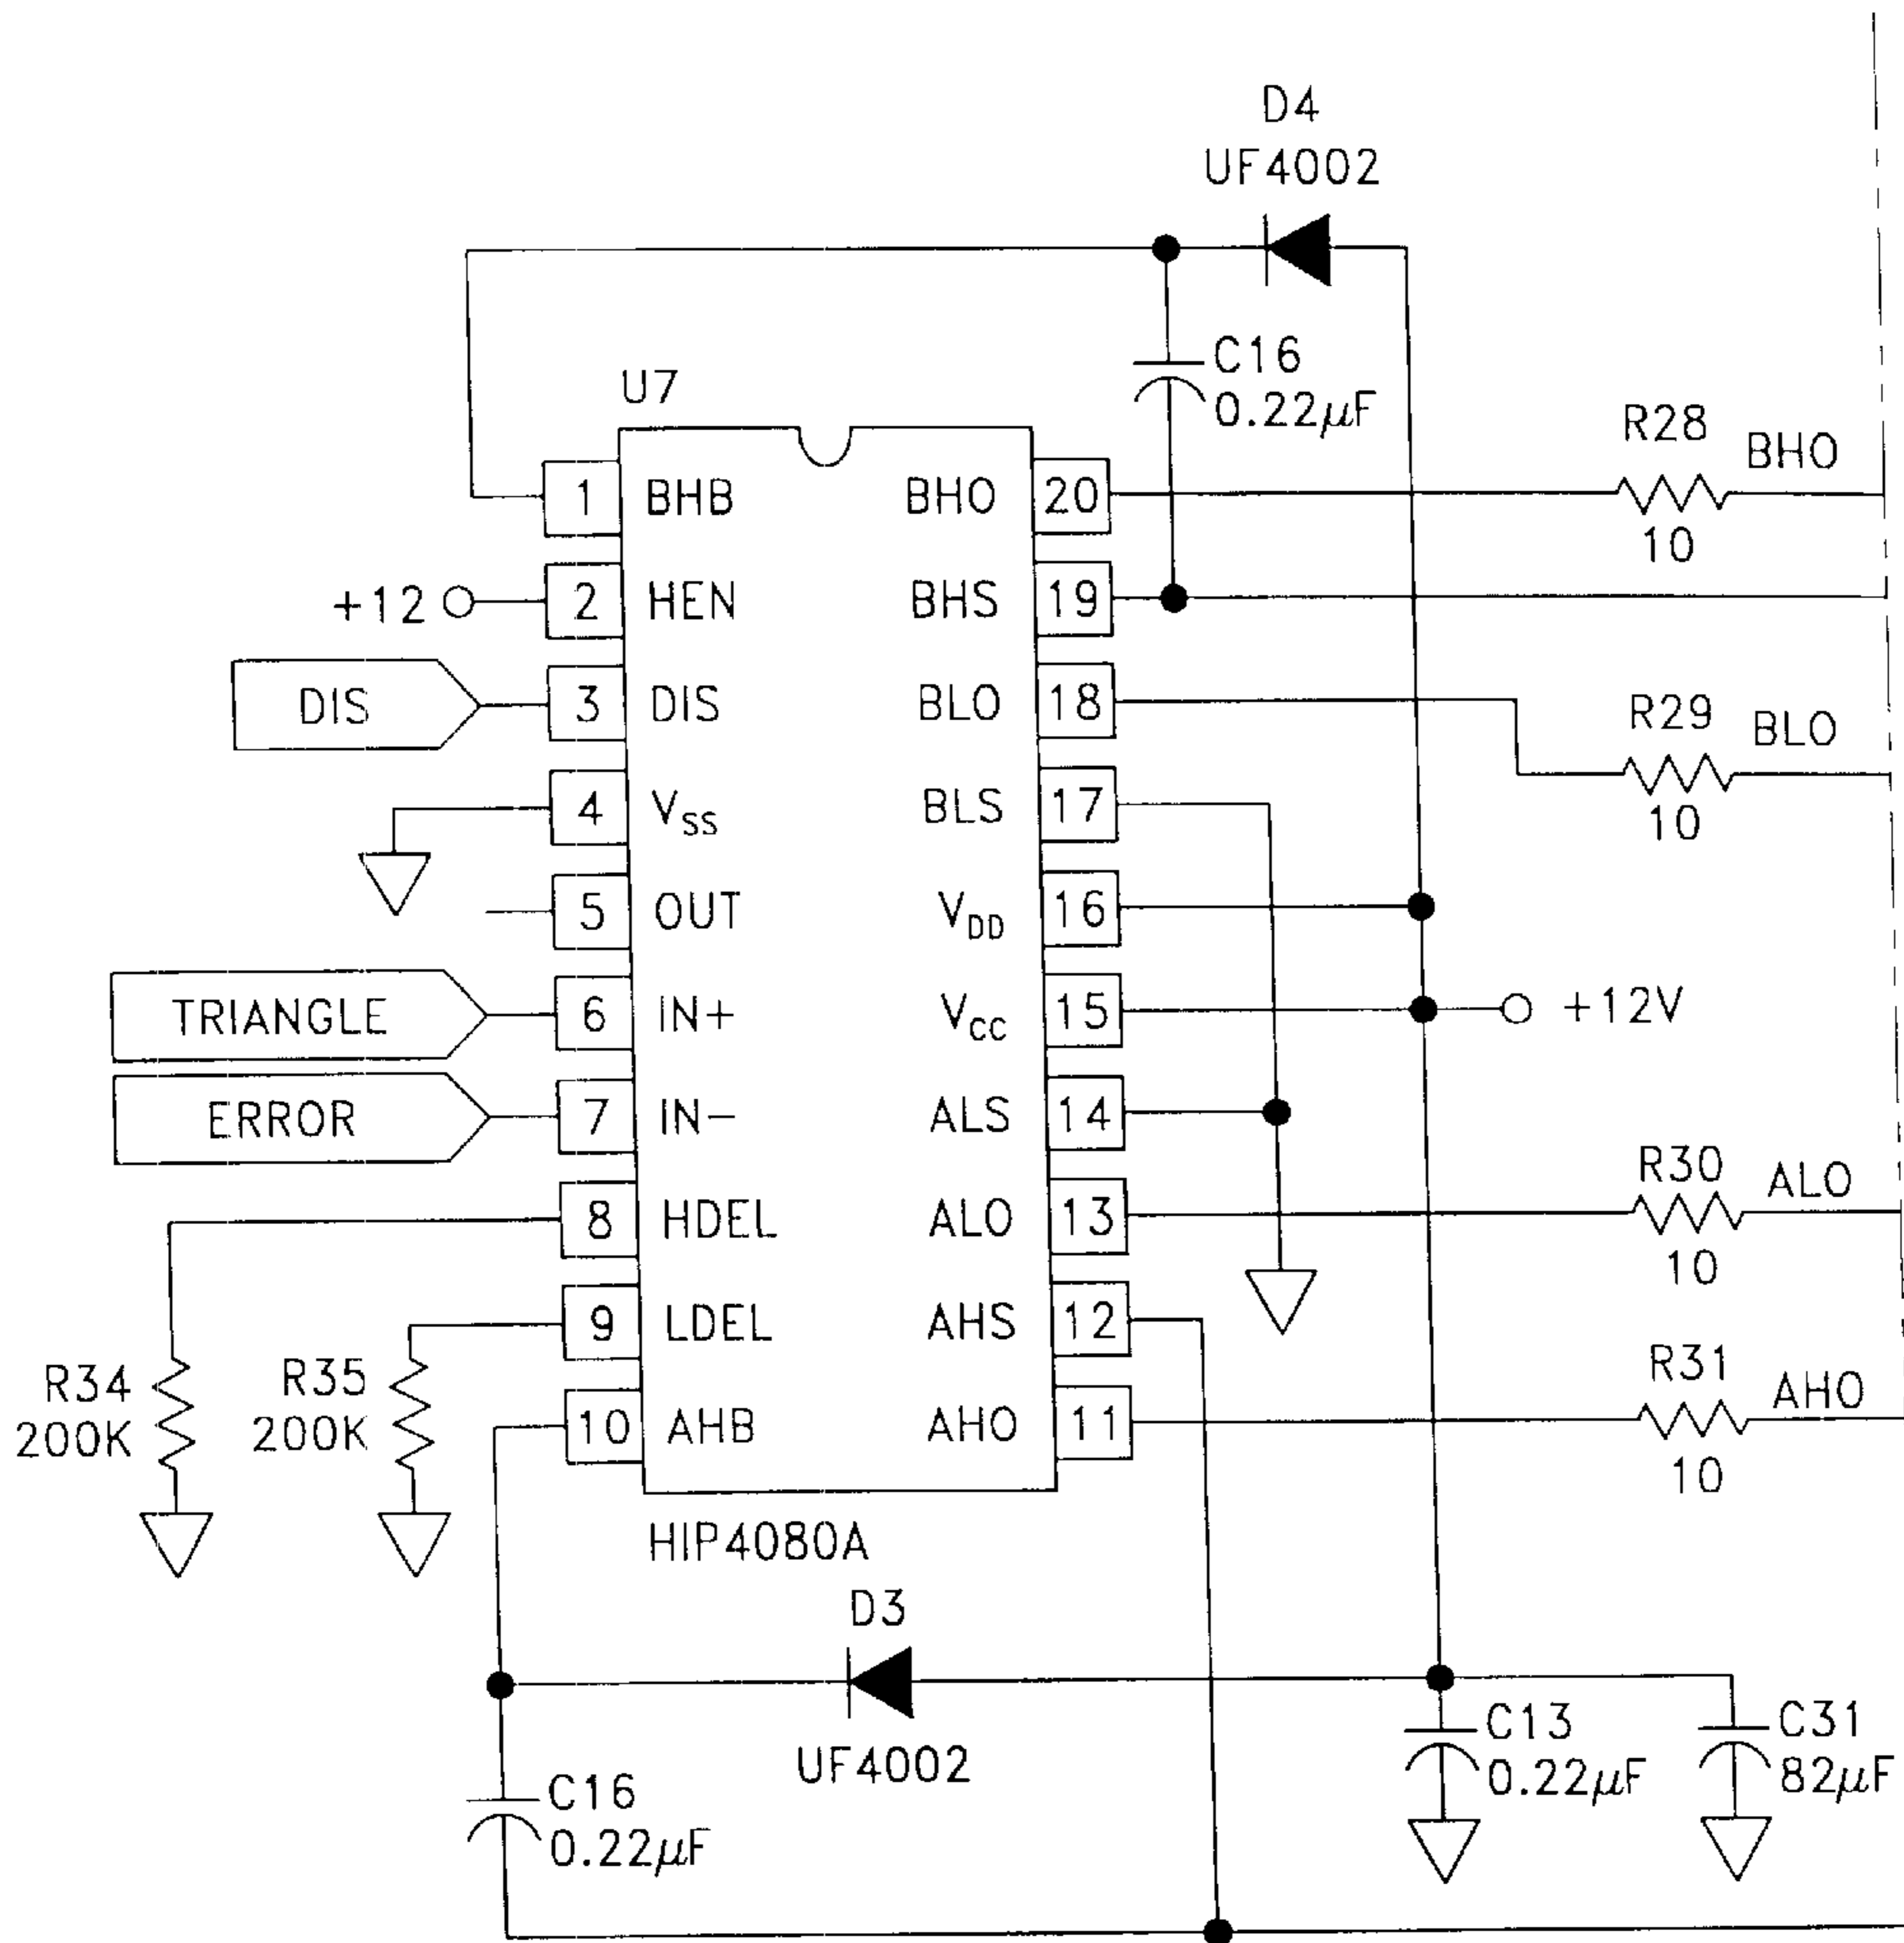 D4
UF4002
C16
0.22μF
U7
R28
BHO
10
1 BHB
BHO 20
+12
2 HEN
BHS 19
DIS
3 DIS
BLO 18
R29
BLO
10
4 VSS
BLS 17
5 OUT
VDD 16
TRIANGLE
6 IN+
VCC 15
+12V
ERROR
7 IN−
ALS 14
8 HDEL
ALO 13
R30
ALO
10
9 LDEL
AHS 12
R34
200K
R35
200K
10 AHB
AHO 11
R31
AHO
10
HIP4080A
D3
UF4002
C16
0.22μF
C13
0.22μF
C31
82μF